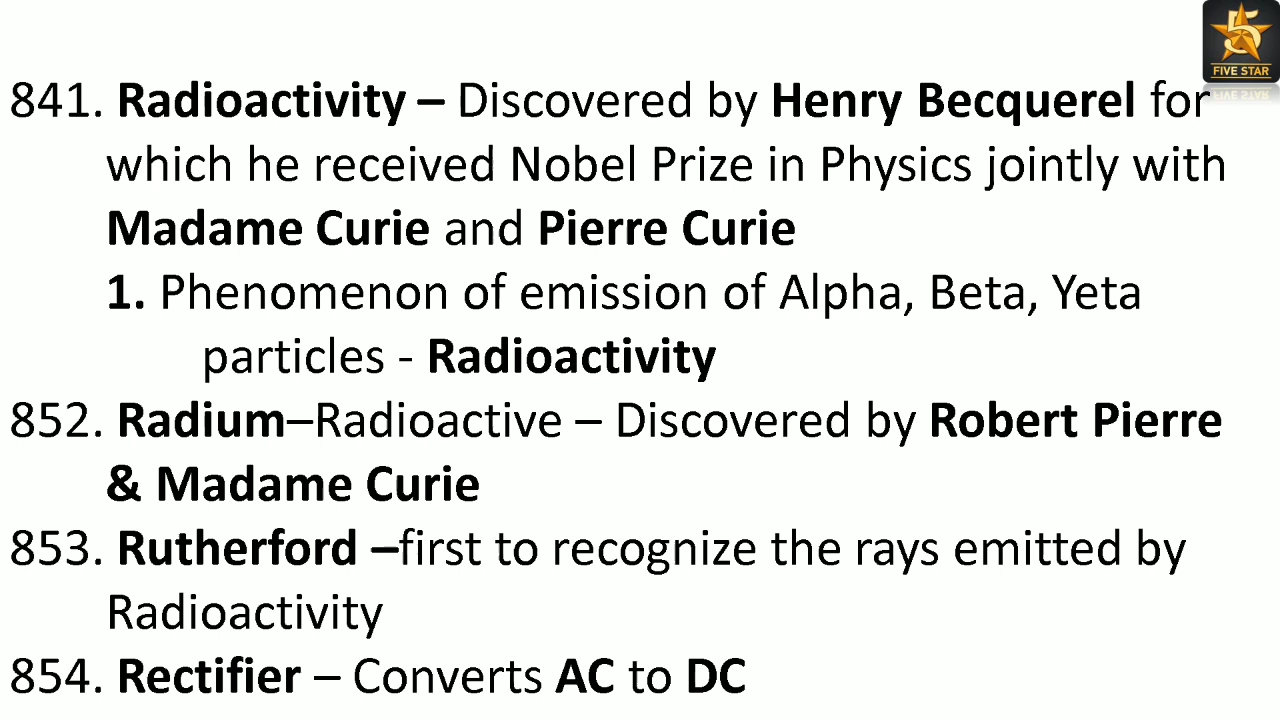 5
FIVE STAR
841. Radioactivity – Discovered by Henry Becquerel for
which he received Nobel Prize in Physics jointly with
Madame Curie and Pierre Curie
1. Phenomenon of emission of Alpha, Beta, Yeta
particles - Radioactivity
852. Radium–Radioactive – Discovered by Robert Pierre
& Madame Curie
853. Rutherford –first to recognize the rays emitted by
Radioactivity
854. Rectifier – Converts AC to DC